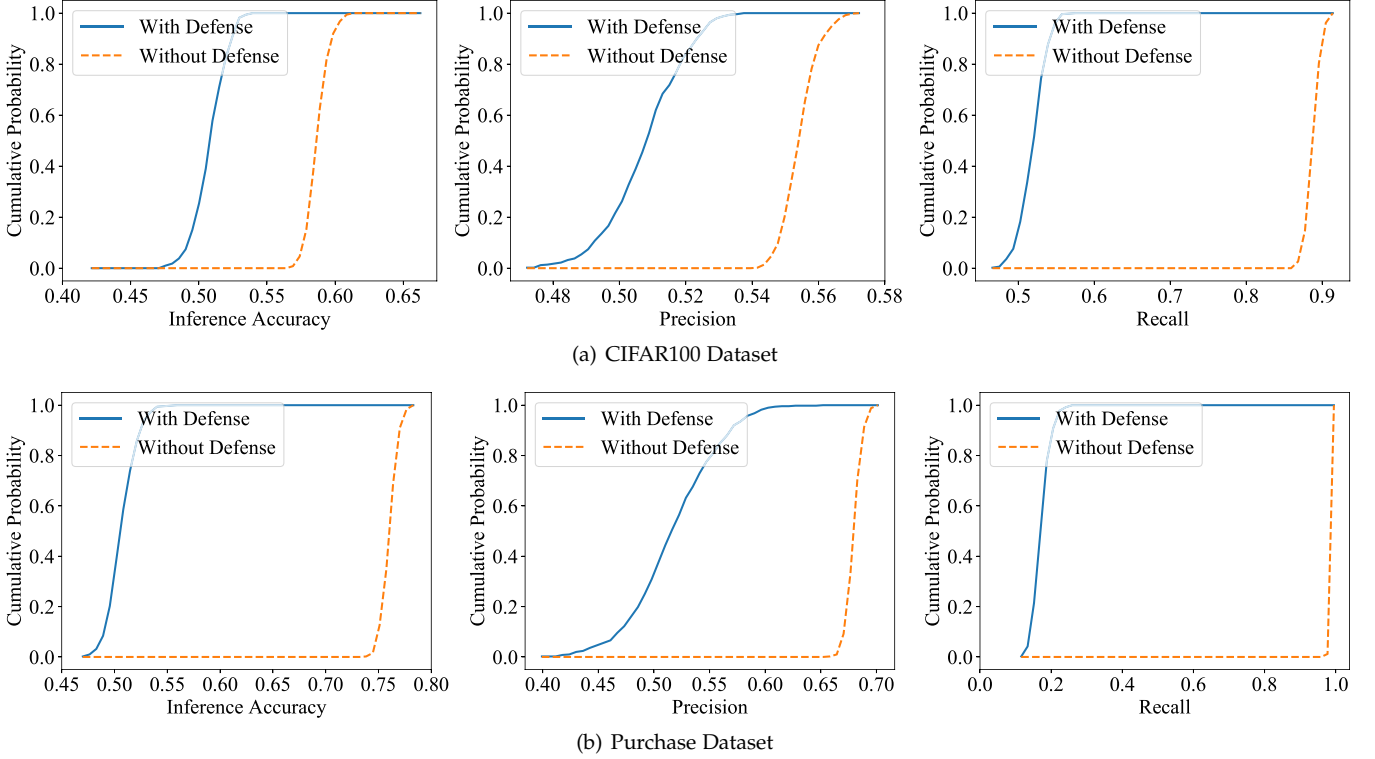 Cumulative Probability
1.0
0.8
0.6
0.4
0.2
0.0
With Defense
Without Defense
0.40 0.45 0.50 0.55 0.60 0.65
Inference Accuracy
Cumulative Probability
1.0
0.8
0.6
0.4
0.2
0.0
With Defense
Without Defense
0.48 0.50 0.52 0.54 0.56 0.58
Precision
Cumulative Probability
1.0
0.8
0.6
0.4
0.2
0.0
With Defense
Without Defense
0.5 0.6 0.7 0.8 0.9
Recall
(a) CIFAR100 Dataset
Cumulative Probability
1.0
0.8
0.6
0.4
0.2
0.0
With Defense
Without Defense
0.45 0.50 0.55 0.60 0.65 0.70 0.75 0.80
Inference Accuracy
Cumulative Probability
1.0
0.8
0.6
0.4
0.2
0.0
With Defense
Without Defense
0.40 0.45 0.50 0.55 0.60 0.65 0.70
Precision
Cumulative Probability
1.0
0.8
0.6
0.4
0.2
0.0
With Defense
Without Defense
0.0 0.2 0.4 0.6 0.8 1.0
Recall
(b) Purchase Dataset